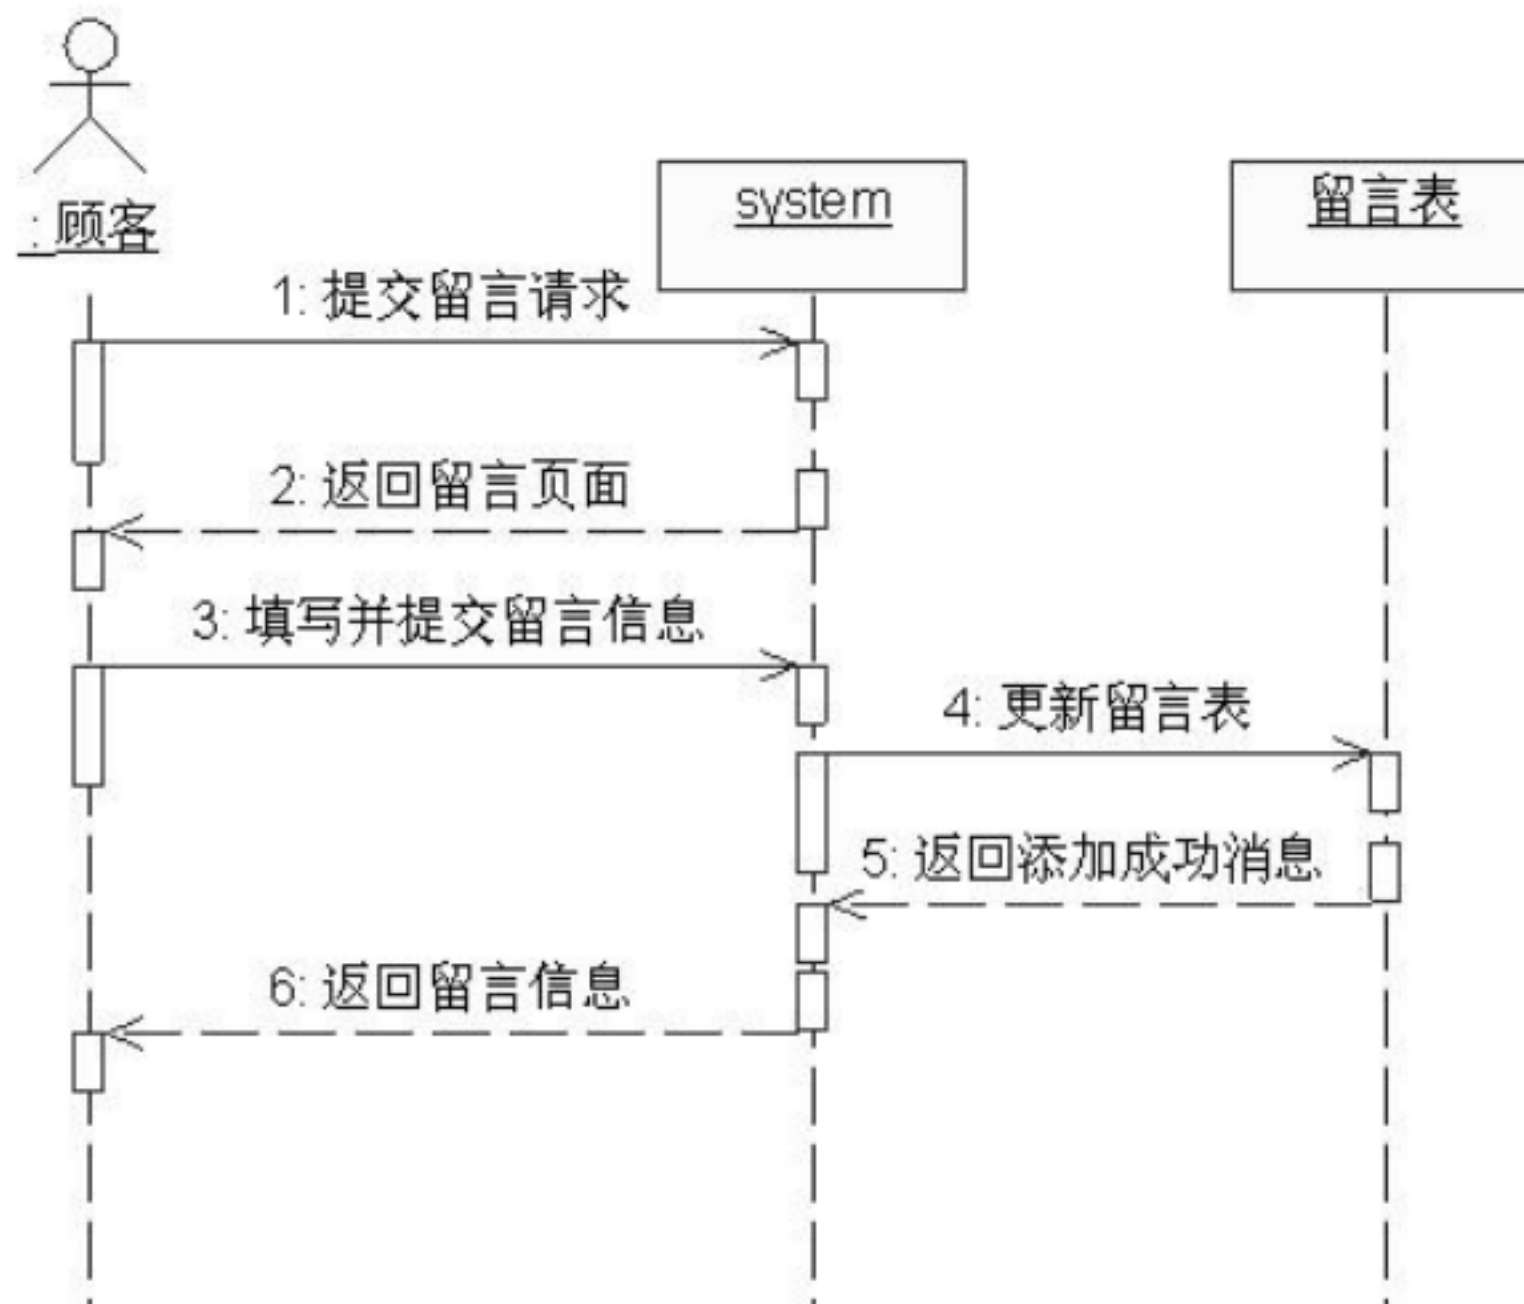 : 顾客
system
留言表
1: 提交留言请求
2: 返回留言页面
3: 填写并提交留言信息
4: 更新留言表
5: 返回添加成功消息
6: 返回留言信息